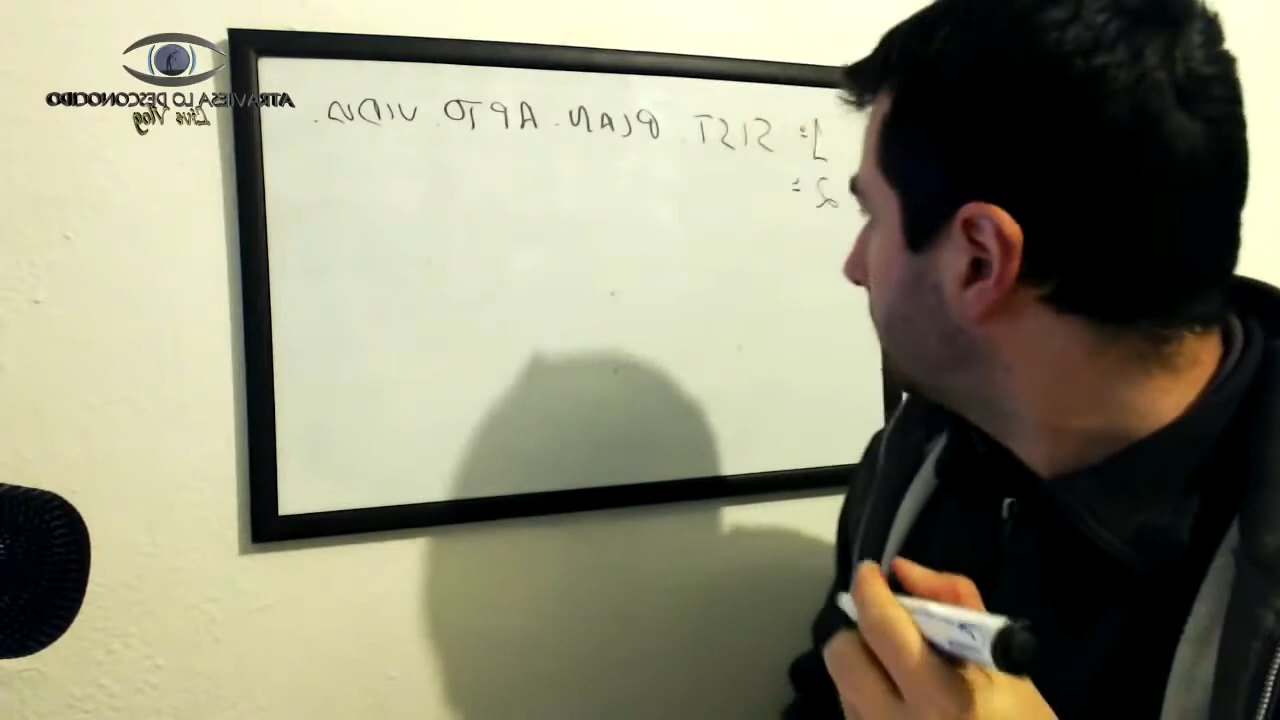 ATRAVIESA LO DESCONOCIDO
Live Vlog
1= SIST. PLAN. APTO VIDA.
2=